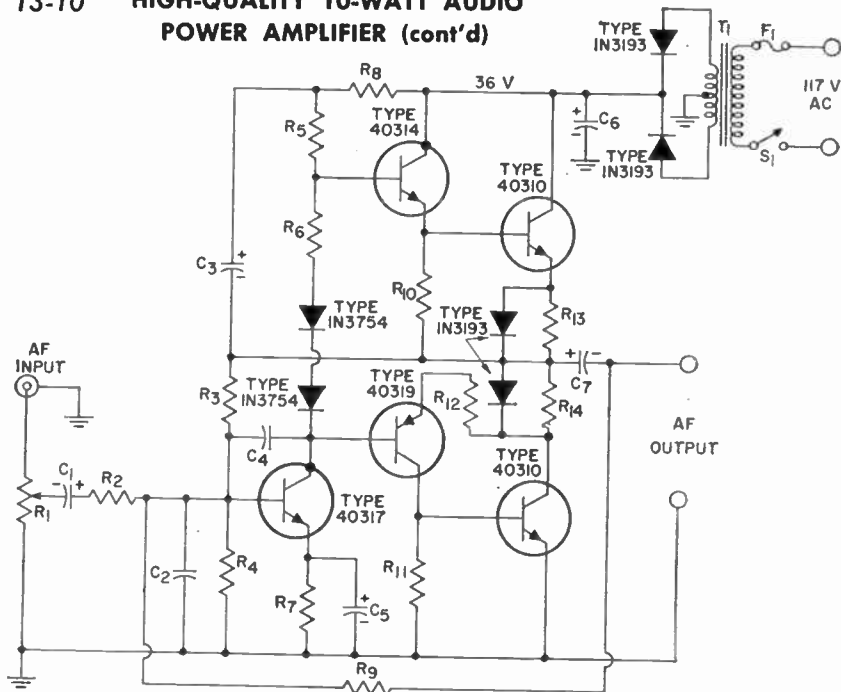 13-10 HIGH-QUALITY 10-WATT AUDIO
POWER AMPLIFIER (cont'd)
TYPE
1N3193
T1
F1
117 V
AC
S1
TYPE
1N3193
C6
36 V
R8
TYPE
40314
R5
TYPE
40310
R6
C3
R10
TYPE
1N3754
TYPE
1N3193
R13
AF
INPUT
R3
TYPE
1N3754
TYPE
40319
R12
C7
R14
AF
OUTPUT
C4
TYPE
40310
C1
R2
R1
TYPE
40317
C2
R4
R7
C5
R11
R9